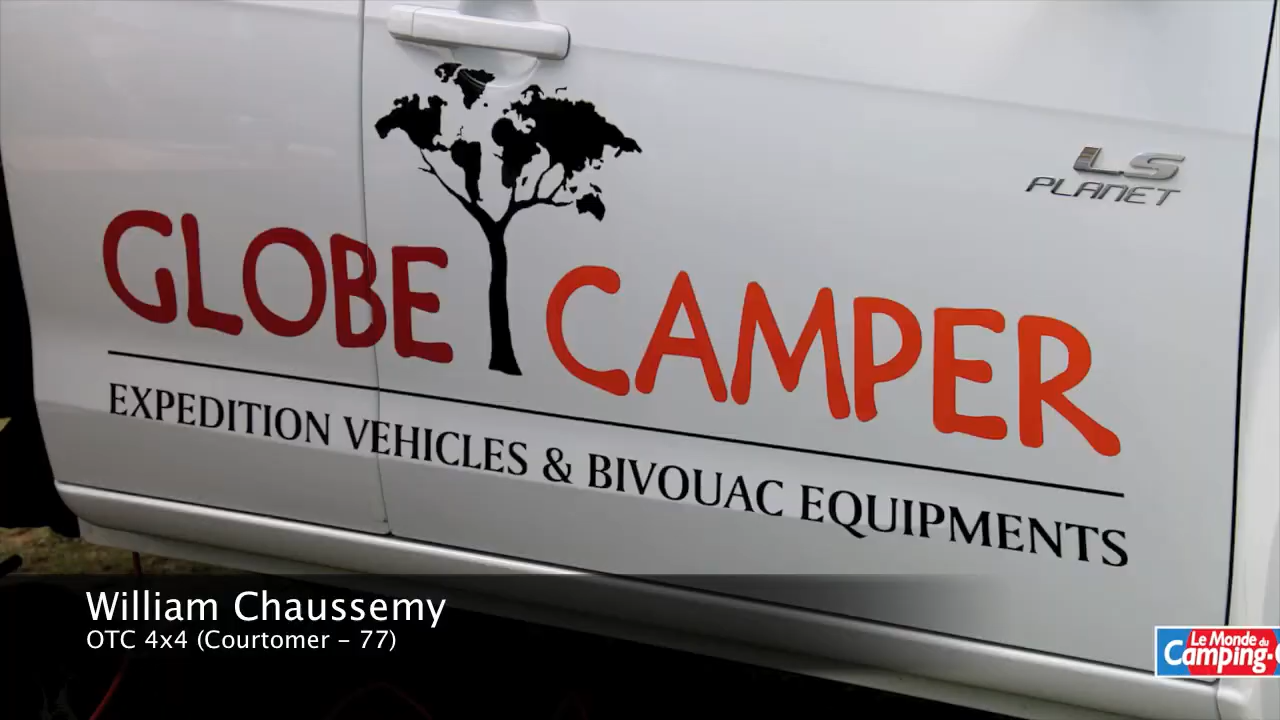 LS
PLANET
GLOBE CAMPER
EXPEDITION VEHICLES & BIVOUAC EQUIPMENTS
William Chaussemy
OTC 4x4 (Courtomer – 77)
Le Monde du
Camping-